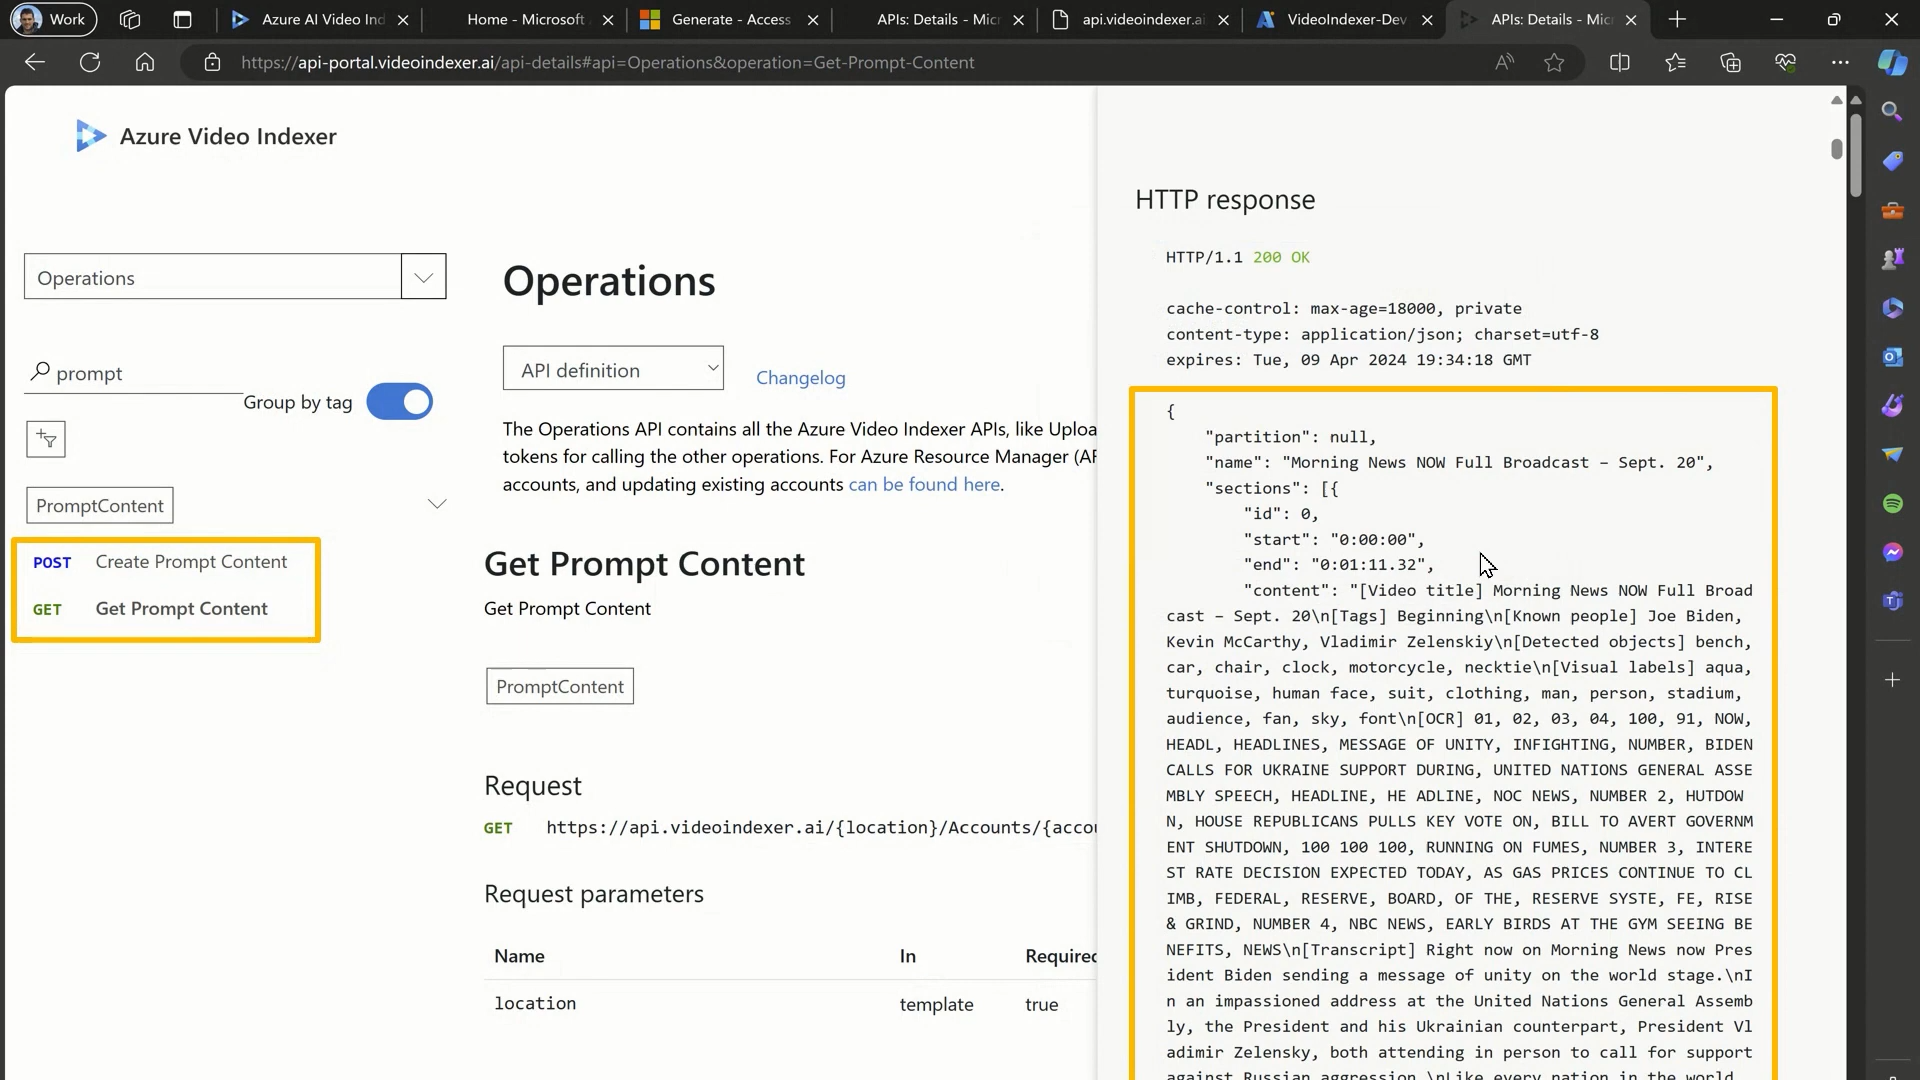 Work
Azure AI Video Ind
Home - Microsoft
Generate - Access
APIs: Details - Mic
api.videoindexer.ai
VideoIndexer-Dev
APIs: Details - Mic
https://api-portal.videoindexer.ai/api-details#api=Operations&operation=Get-Prompt-Content
Azure Video Indexer
Operations
prompt
Group by tag
PromptContent
POST Create Prompt Content
GET Get Prompt Content
Operations
API definition
Changelog
The Operations API contains all the Azure Video Indexer APIs, like Uploa
tokens for calling the other operations. For Azure Resource Manager (AR
accounts, and updating existing accounts can be found here.
Get Prompt Content
Get Prompt Content
PromptContent
Request
GET https://api.videoindexer.ai/{location}/Accounts/{accou
Request parameters
Name In Required
location template true
HTTP response
HTTP/1.1 200 OK
cache-control: max-age=18000, private
content-type: application/json; charset=utf-8
expires: Tue, 09 Apr 2024 19:34:18 GMT
{
"partition": null,
"name": "Morning News NOW Full Broadcast – Sept. 20",
"sections": [{
"id": 0,
"start": "0:00:00",
"end": "0:01:11.32",
"content": "[Video title] Morning News NOW Full Broad
cast – Sept. 20\n[Tags] Beginning\n[Known people] Joe Biden,
Kevin McCarthy, Vladimir Zelenskiy\n[Detected objects] bench,
car, chair, clock, motorcycle, necktie\n[Visual labels] aqua,
turquoise, human face, suit, clothing, man, person, stadium,
audience, fan, sky, font\n[OCR] 01, 02, 03, 04, 100, 91, NOW,
HEADL, HEADLINES, MESSAGE OF UNITY, INFIGHTING, NUMBER, BIDEN
CALLS FOR UKRAINE SUPPORT DURING, UNITED NATIONS GENERAL ASSE
MBLY SPEECH, HEADLINE, HE ADLINE, NOC NEWS, NUMBER 2, HUTDOW
N, HOUSE REPUBLICANS PULLS KEY VOTE ON, BILL TO AVERT GOVERNM
ENT SHUTDOWN, 100 100 100, RUNNING ON FUMES, NUMBER 3, INTERE
ST RATE DECISION EXPECTED TODAY, AS GAS PRICES CONTINUE TO CL
IMB, FEDERAL, RESERVE, BOARD, OF THE, RESERVE SYSTE, FE, RISE
& GRIND, NUMBER 4, NBC NEWS, EARLY BIRDS AT THE GYM SEEING BE
NEFITS, NEWS\n[Transcript] Right now on Morning News now Pres
ident Biden sending a message of unity on the world stage.\nI
n an impassioned address at the United Nations General Assemb
ly, the President and his Ukrainian counterpart, President Vl
adimir Zelensky, both attending in person to call for support
against Russian aggression.\nLike every nation in the world,